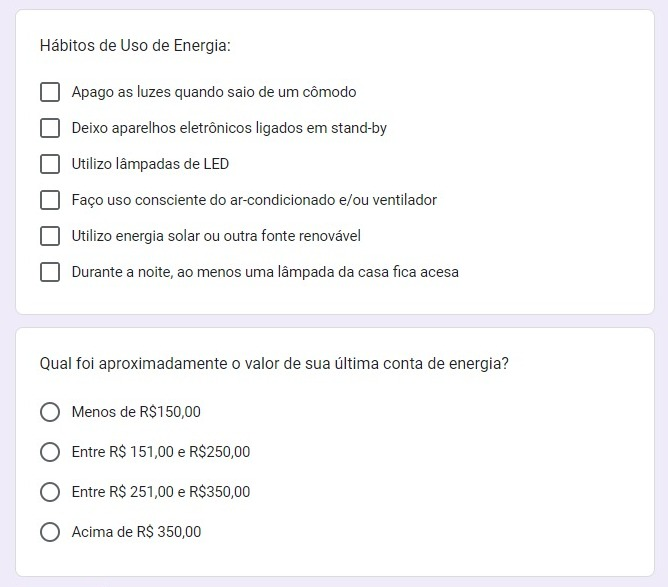 Hábitos de Uso de Energia:
Apago as luzes quando saio de um cômodo
Deixo aparelhos eletrônicos ligados em stand-by
Utilizo lâmpadas de LED
Faço uso consciente do ar-condicionado e/ou ventilador
Utilizo energia solar ou outra fonte renovável
Durante a noite, ao menos uma lâmpada da casa fica acesa
Qual foi aproximadamente o valor de sua última conta de energia?
Menos de R$150,00
Entre R$ 151,00 e R$250,00
Entre R$ 251,00 e R$350,00
Acima de R$ 350,00